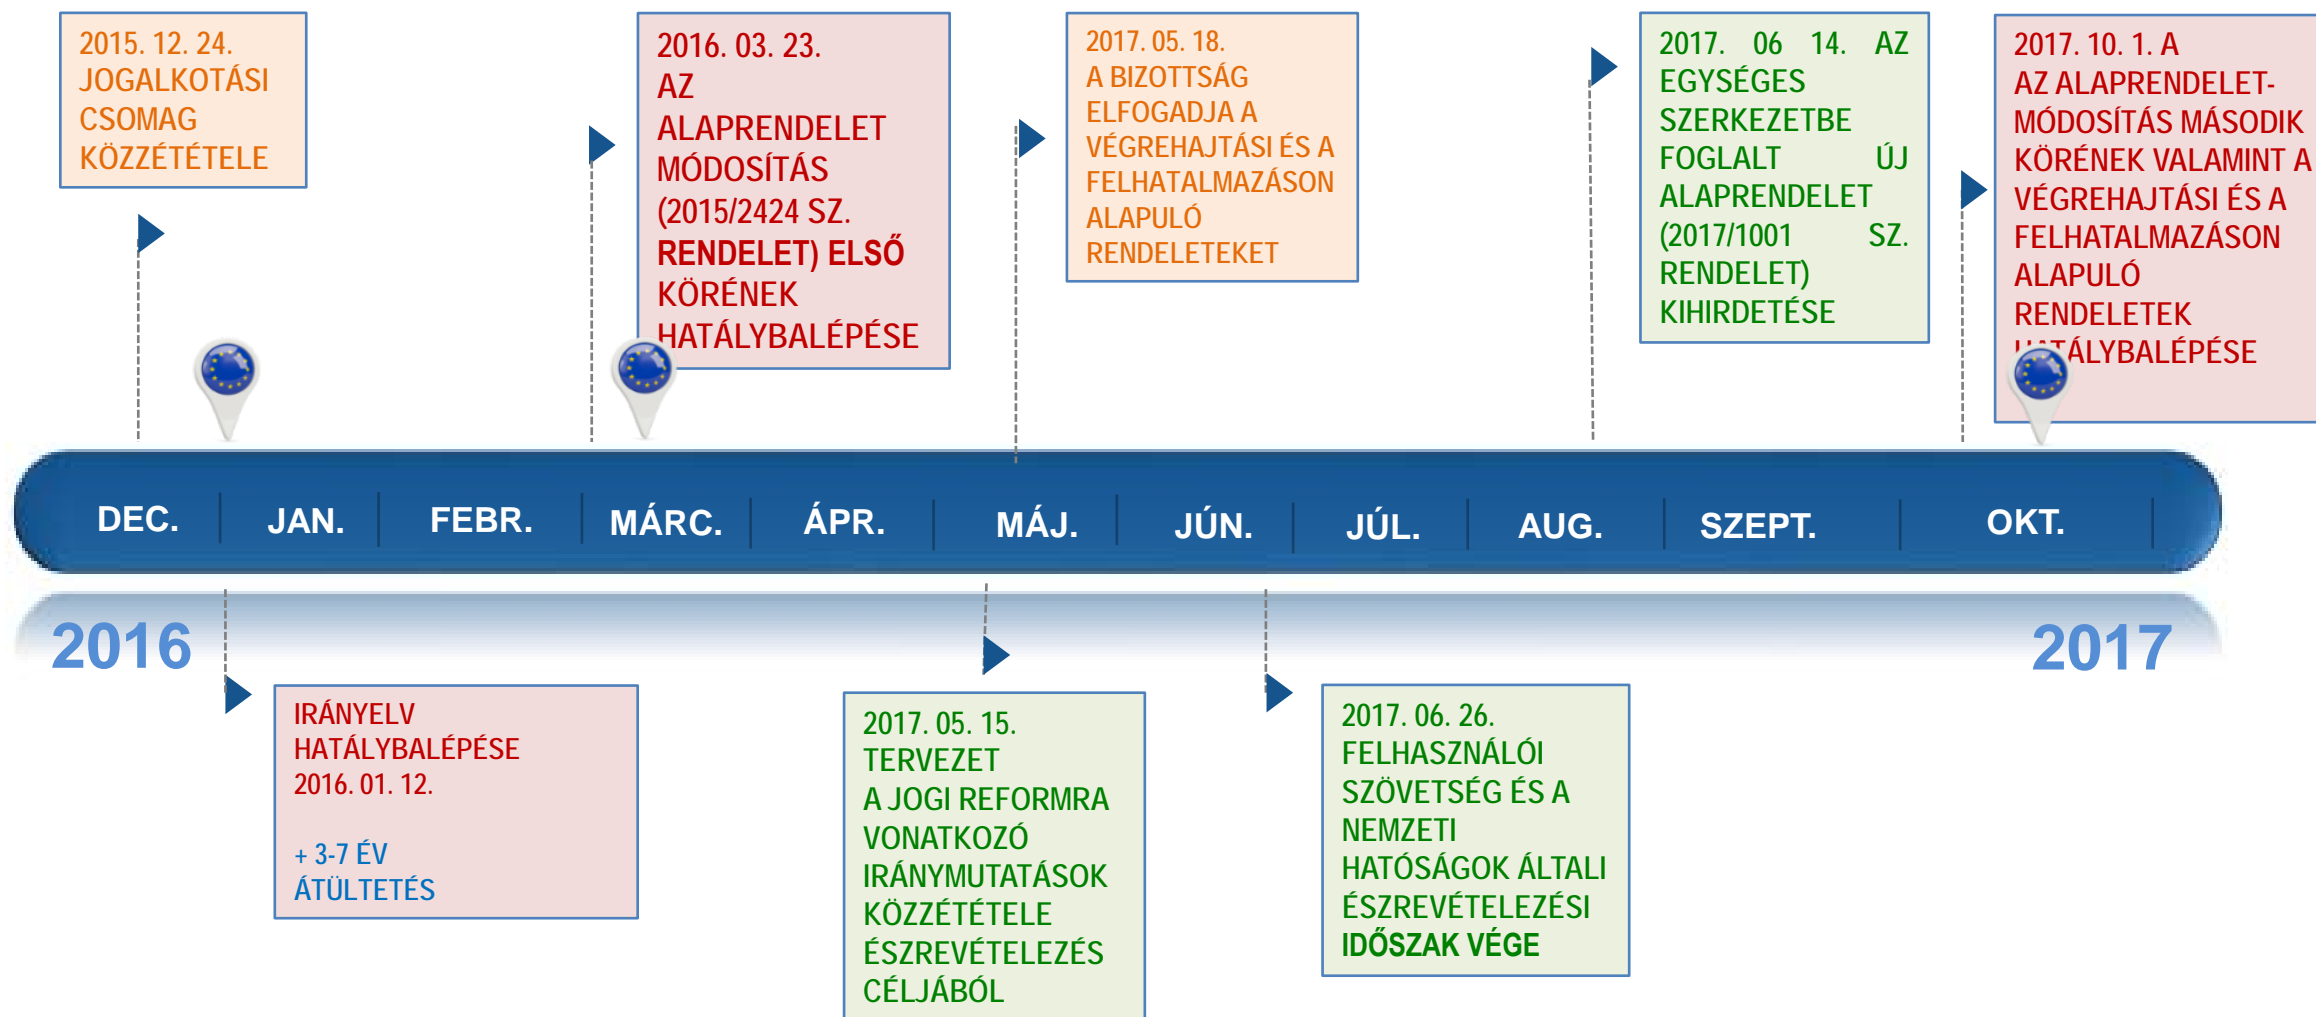 2015. 12. 24.
JOGALKOTÁSI
CSOMAG
KÖZZÉTÉTELE
2016. 03. 23.
AZ
ALAPRENDELET
MÓDOSÍTÁS
(2015/2424 SZ.
RENDELET) ELSŐ
KÖRÉNEK
HATÁLYBALÉPÉSE
2017. 05. 18.
A BIZOTTSÁG
ELFOGADJA A
VÉGREHAJTÁSI ÉS A
FELHATALMAZÁSON
ALAPULÓ
RENDELETEKET
2017. 06 14. AZ
EGYSÉGES
SZERKEZETBE
FOGLALT ÚJ
ALAPRENDELET
(2017/1001 SZ.
RENDELET)
KIHIRDETÉSE
2017. 10. 1. A
AZ ALAPRENDELET-
MÓDOSÍTÁS MÁSODIK
KÖRÉNEK VALAMINT A
VÉGREHAJTÁSI ÉS A
FELHATALMAZÁSON
ALAPULÓ
RENDELETEK
HATÁLYBALÉPÉSE
DEC. JAN. FEBR. MÁRC. ÁPR. MÁJ. JÚN. JÚL. AUG. SZEPT. OKT.
2016 2017
IRÁNYELV
HATÁLYBALÉPÉSE
2016. 01. 12.
+ 3-7 ÉV
ÁTÜLTETÉS
2017. 05. 15.
TERVEZET
A JOGI REFORMRA
VONATKOZÓ
IRÁNYMUTATÁSOK
KÖZZÉTÉTELE
ÉSZREVÉTELEZÉS
CÉLJÁBÓL
2017. 06. 26.
FELHASZNÁLÓI
SZÖVETSÉG ÉS A
NEMZETI
HATÓSÁGOK ÁLTALI
ÉSZREVÉTELEZÉSI
IDŐSZAK VÉGE